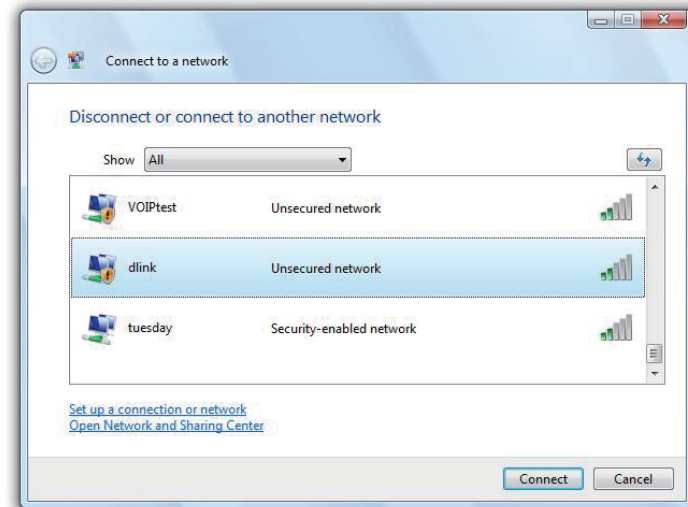 Connect to a network
Disconnect or connect to another network
Show All
VOIPtest Unsecured network
dlink Unsecured network
tuesday Security-enabled network
Set up a connection or network
Open Network and Sharing Center
Connect Cancel